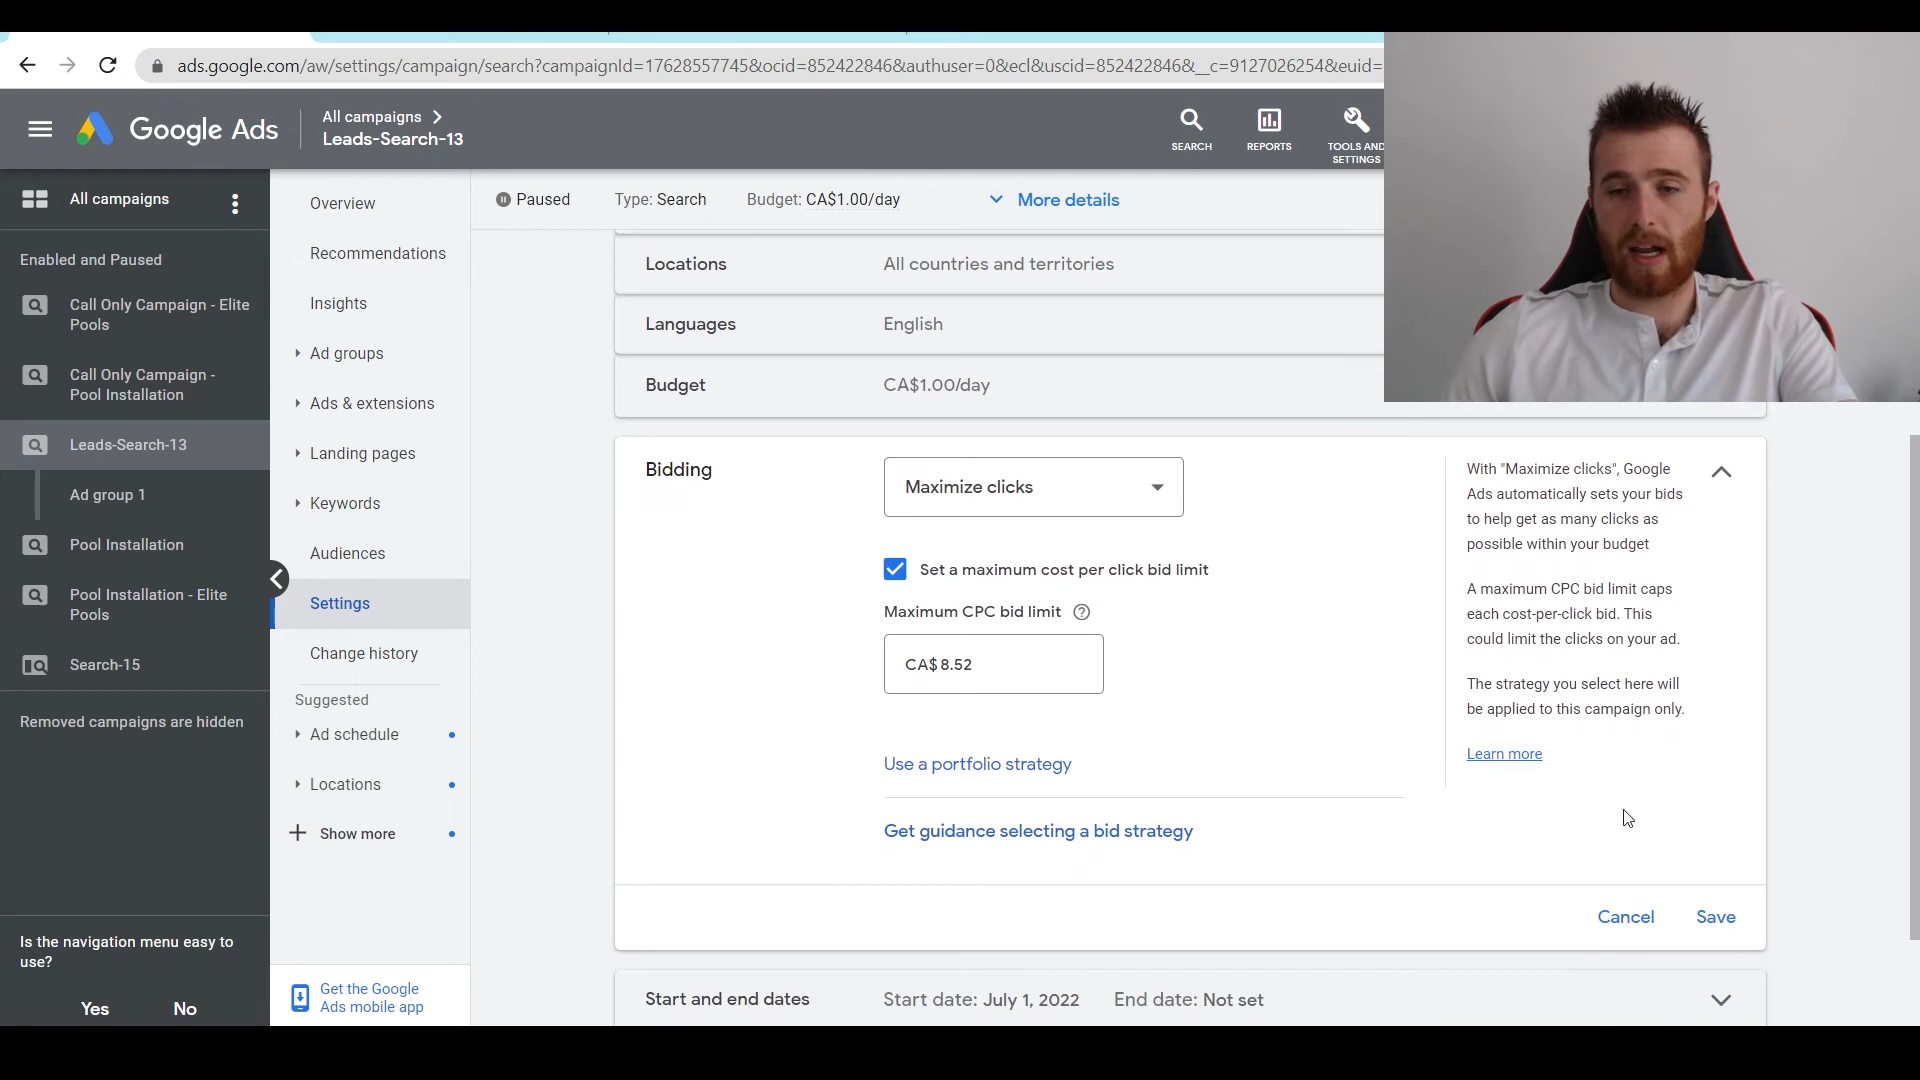 ads.google.com/aw/settings/campaign/search?campaignId=17628557745&ocid=852422846&authuser=0&ecl&uscid=852422846&__c=9127026254&euid=
Google Ads
All campaigns
Leads-Search-13
SEARCH
REPORTS
TOOLS AND
SETTINGS
All campaigns
Enabled and Paused
Call Only Campaign - Elite
Pools
Call Only Campaign -
Pool Installation
Leads-Search-13
Ad group 1
Pool Installation
Pool Installation - Elite
Pools
Search-15
Removed campaigns are hidden
Is the navigation menu easy to
use?
Yes No
Overview
Recommendations
Insights
Ad groups
Ads & extensions
Landing pages
Keywords
Audiences
Settings
Change history
Suggested
Ad schedule
Locations
Show more
Get the Google
Ads mobile app
Paused Type: Search Budget: CA$1.00/day More details
Locations All countries and territories
Languages English
Budget CA$1.00/day
Bidding
Maximize clicks
Set a maximum cost per click bid limit
Maximum CPC bid limit
CA$ 8.52
Use a portfolio strategy
Get guidance selecting a bid strategy
With "Maximize clicks", Google
Ads automatically sets your bids
to help get as many clicks as
possible within your budget
A maximum CPC bid limit caps
each cost-per-click bid. This
could limit the clicks on your ad.
The strategy you select here will
be applied to this campaign only.
Learn more
Cancel Save
Start and end dates Start date: July 1, 2022 End date: Not set